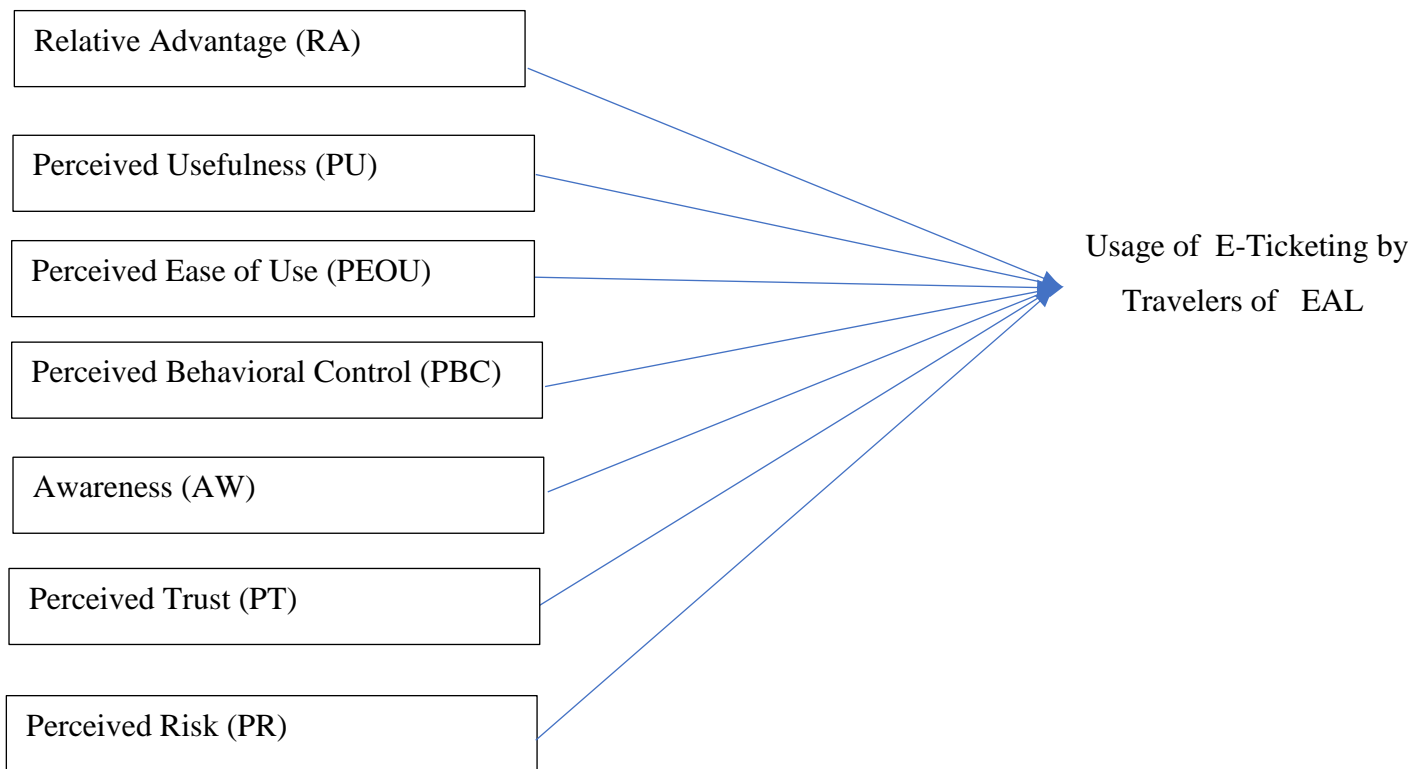 Relative Advantage (RA)
Perceived Usefulness (PU)
Perceived Ease of Use (PEOU)
Perceived Behavioral Control (PBC)
Awareness (AW)
Perceived Trust (PT)
Perceived Risk (PR)
Usage of E-Ticketing by
Travelers of EAL